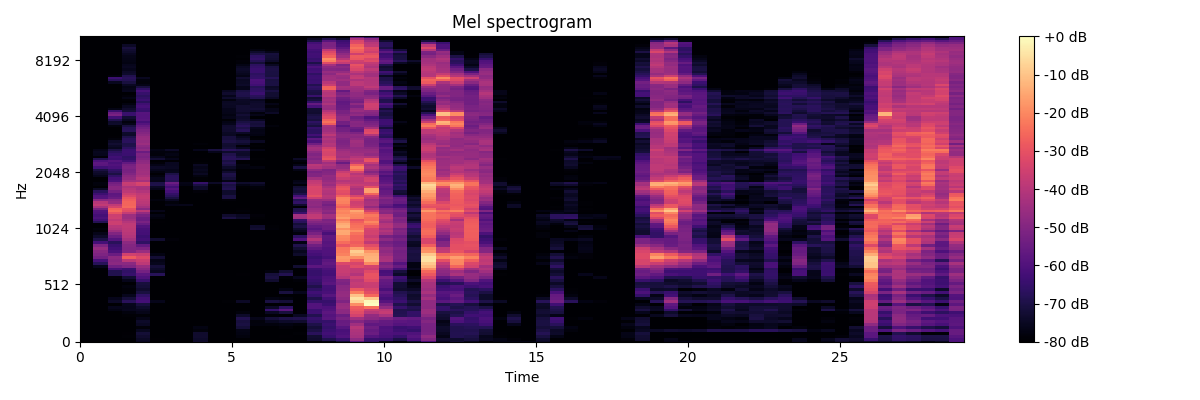 Mel spectrogram
Hz
8192
4096
2048
1024
512
0
0 5 10 15 20 25
Time
+0 dB
-10 dB
-20 dB
-30 dB
-40 dB
-50 dB
-60 dB
-70 dB
-80 dB